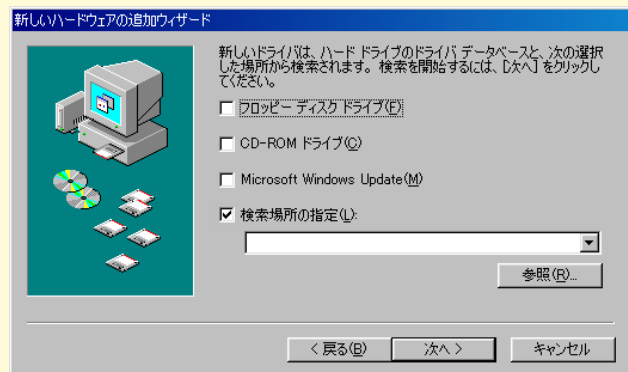 新しいハードウェアの追加ウィザード
新しいドライバは、ハード ドライブのドライバ データベースと、次の選択
した場所から検索されます。検索を開始するには、[次へ] をクリックし
てください。
フロッピー ディスク ドライブ(F)
CD-ROM ドライブ(C)
Microsoft Windows Update(M)
検索場所の指定(L):
参照(R)...
< 戻る(B)
次へ >
キャンセル